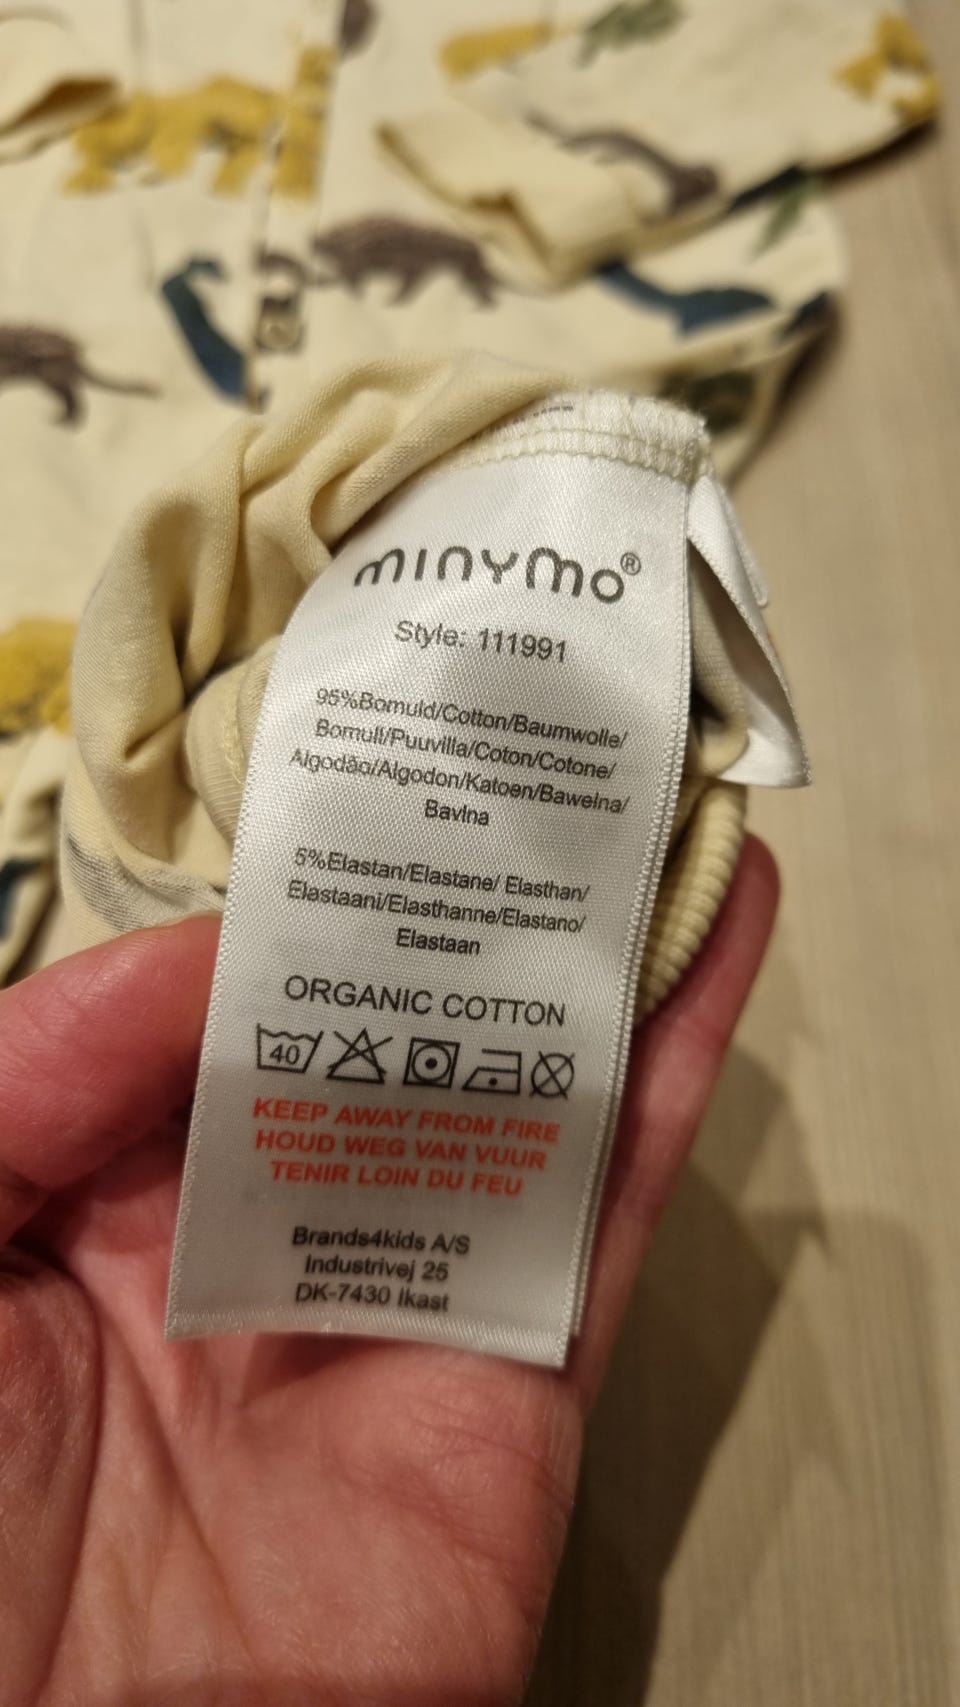 minymo®
Style: 111991
95%Bomuld/Cotton/Baumwolle/
Bomull/Puuvilla/Coton/Cotone/
Algodão/Algodon/Katoen/Bawelna/
Bavlna
5%Elastan/Elastane/ Elasthan/
Elastaani/Elasthanne/Elastano/
Elastaan
ORGANIC COTTON
40
KEEP AWAY FROM FIRE
HOUD WEG VAN VUUR
TENIR LOIN DU FEU
Brands4kids A/S
Industrivej 25
DK-7430 Ikast